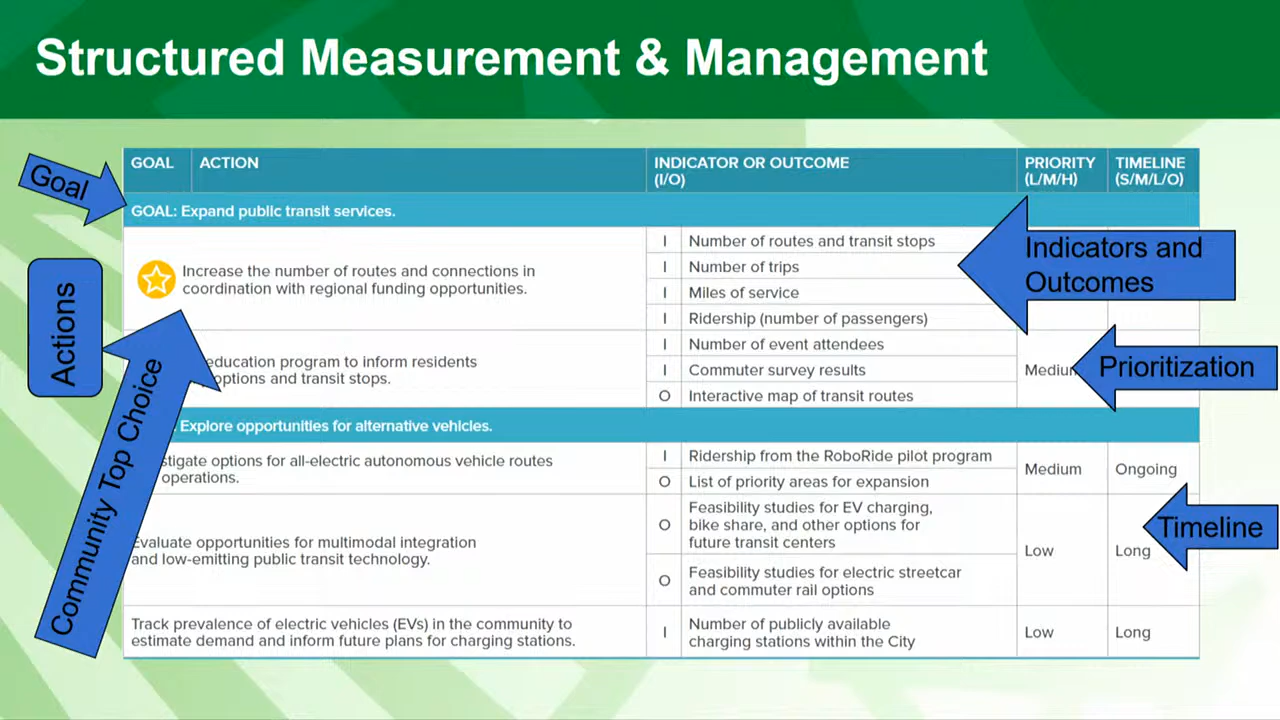 Structured Measurement & Management
Goal
GOAL
ACTION
INDICATOR OR OUTCOME
(I/O)
PRIORITY
(L/M/H)
TIMELINE
(S/M/L/O)
GOAL: Expand public transit services.
Actions
Community Top Choice
Increase the number of routes and connections in
coordination with regional funding opportunities.
I Number of routes and transit stops
I Number of trips
I Miles of service
I Ridership (number of passengers)
Indicators and
Outcomes
education program to inform residents
options and transit stops.
I Number of event attendees
I Commuter survey results
O Interactive map of transit routes
Prioritization
Explore opportunities for alternative vehicles.
options for all-electric autonomous vehicle routes
operations.
I Ridership from the RoboRide pilot program
O List of priority areas for expansion
Medium
Ongoing
Evaluate opportunities for multimodal integration
and low-emitting public transit technology.
O Feasibility studies for EV charging,
bike share, and other options for
future transit centers
O Feasibility studies for electric streetcar
and commuter rail options
Low
Long
Timeline
Track prevalence of electric vehicles (EVs) in the community to
estimate demand and inform future plans for charging stations.
I Number of publicly available
charging stations within the City
Low
Long